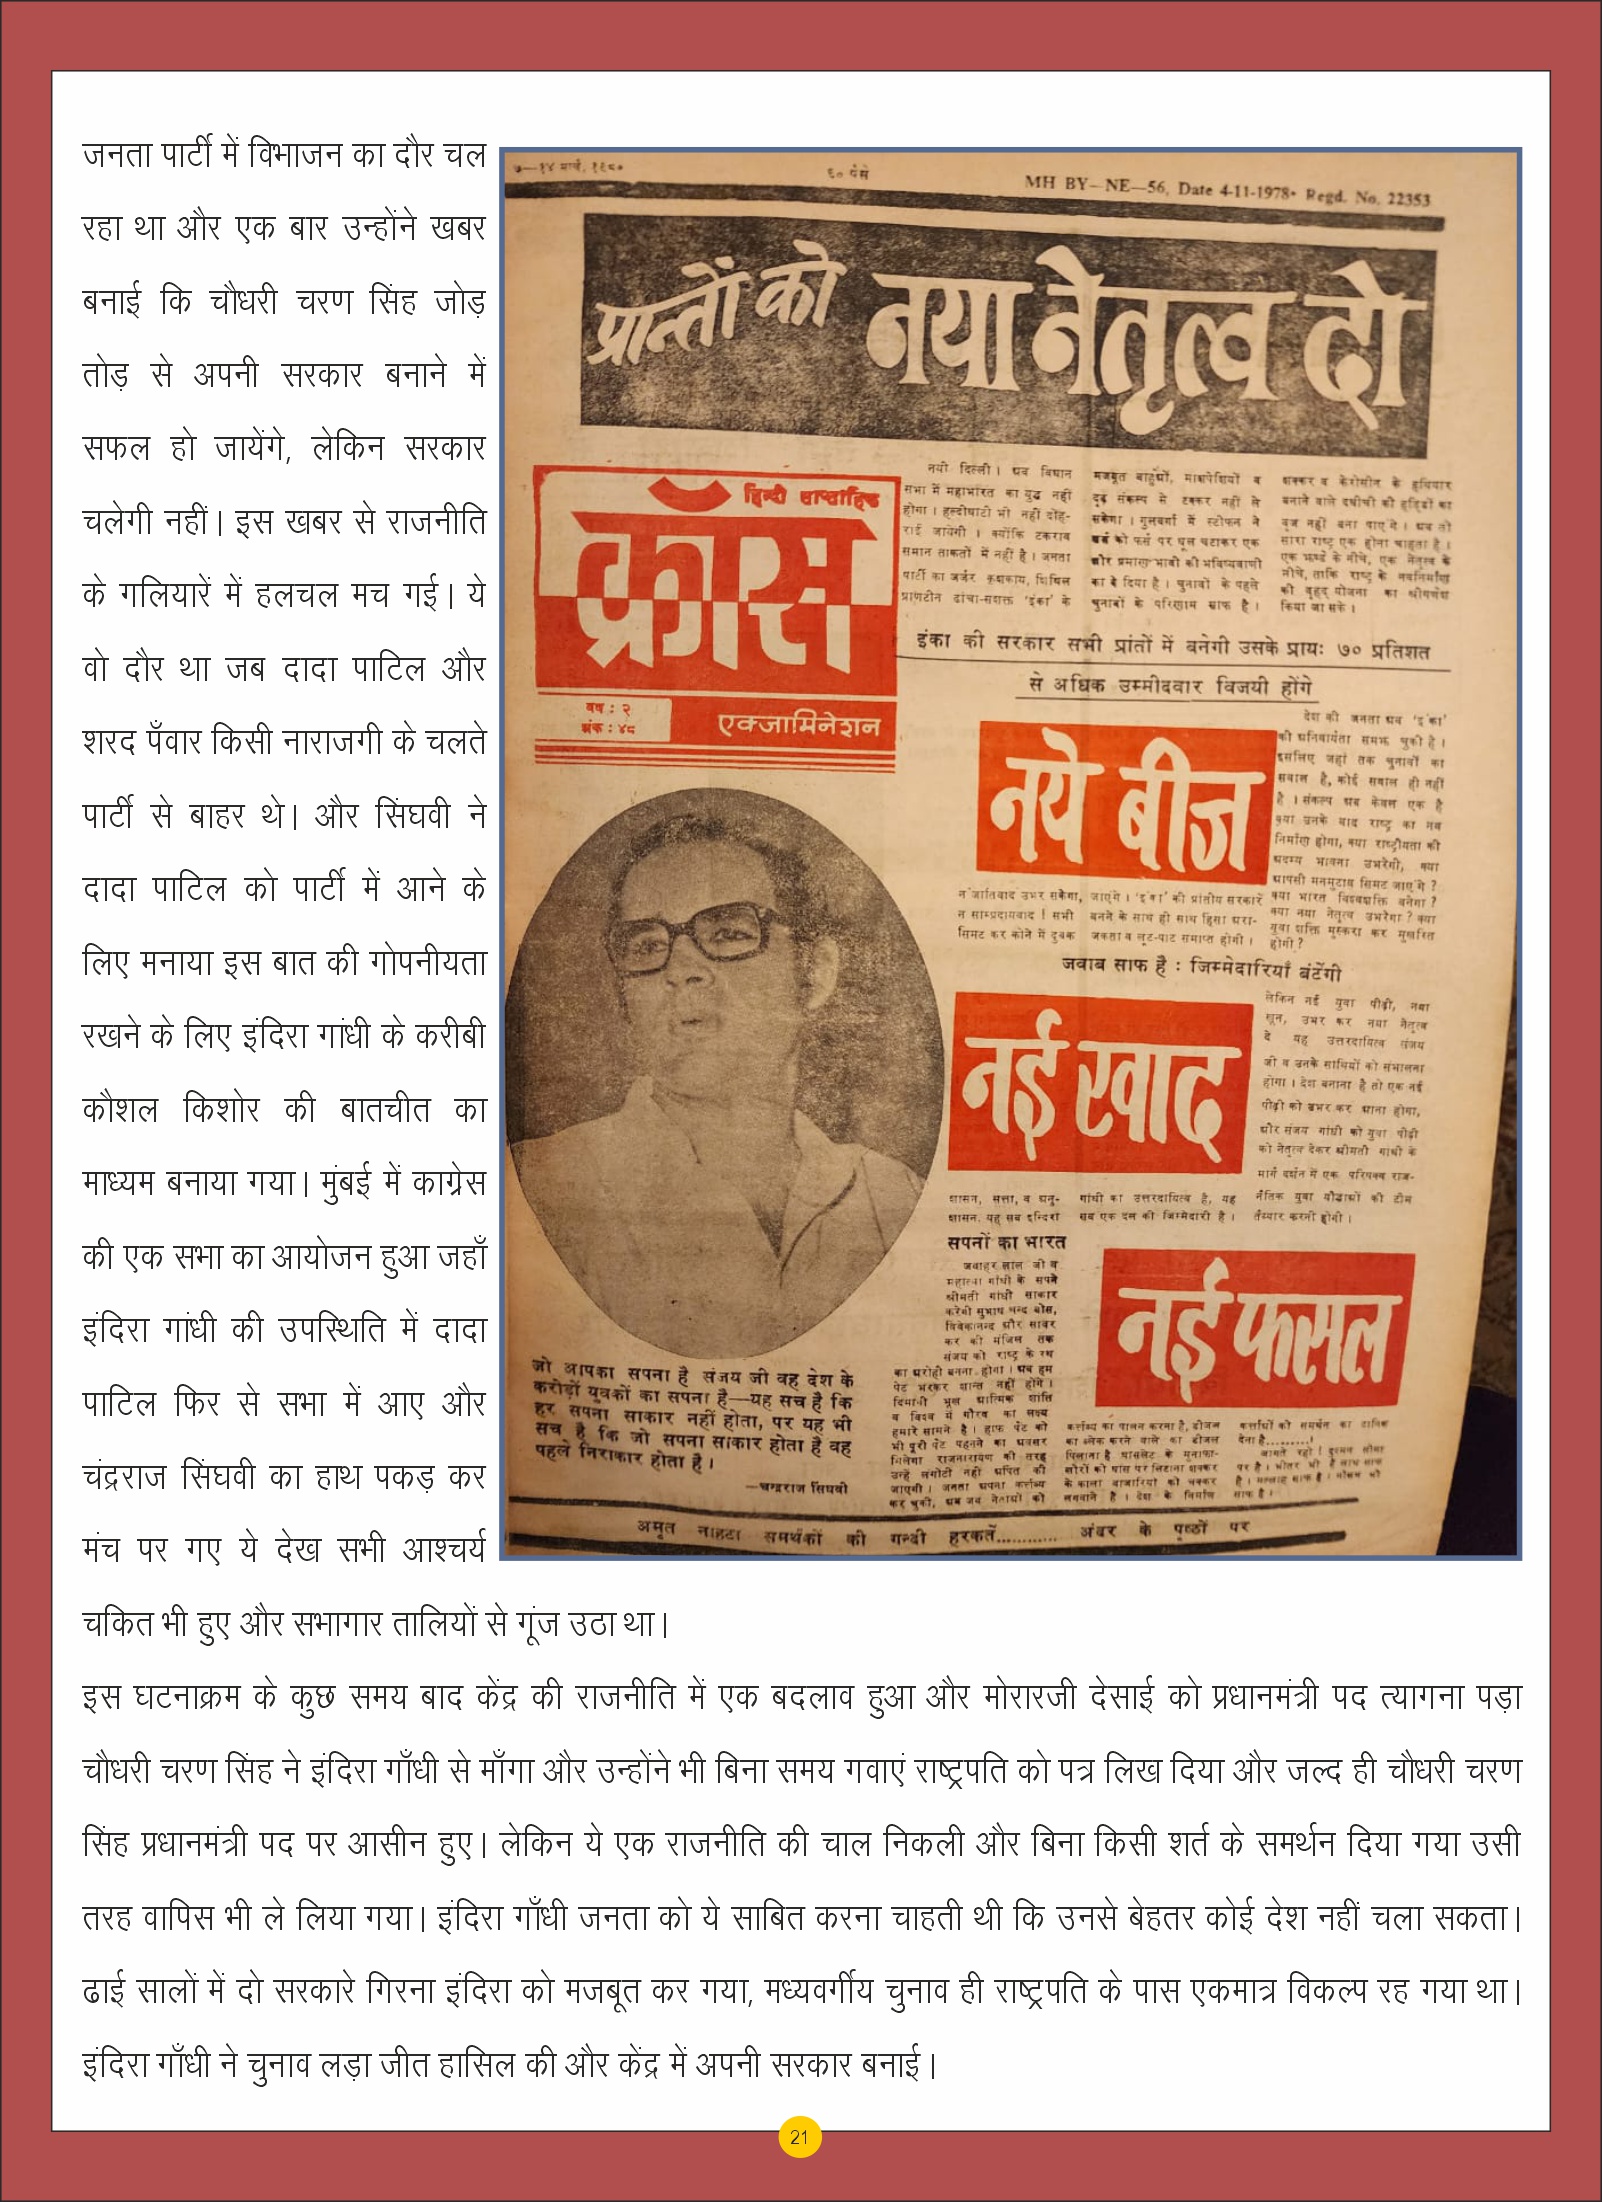 जनता पार्टी में विभाजन का दौर चल
रहा था और एक बार उन्होंने खबर
बनाई कि चौधरी चरण सिंह जोड़
तोड़ से अपनी सरकार बनाने में
सफल हो जायेंगे, लेकिन सरकार
चलेगी नहीं। इस खबर से राजनीति
के गलियारें में हलचल मच गई। ये
वो दौर था जब दादा पाटिल और
शरद पँवार किसी नाराजगी के चलते
पार्टी से बाहर थे। और सिंघवी ने
दादा पाटिल को पार्टी में आने के
लिए मनाया इस बात की गोपनीयता
रखने के लिए इंदिरा गांधी के करीबी
कौशल किशोर की बातचीत का
माध्यम बनाया गया। मुंबई में काग्रेस
की एक सभा का आयोजन हुआ जहाँ
इंदिरा गांधी की उपस्थिति में दादा
पाटिल फिर से सभा में आए और
चंद्रराज सिंघवी का हाथ पकड़ कर
मंच पर गए ये देख सभी आश्चर्य
चकित भी हुए और सभागार तालियों से गूंज उठा था।
७—१४ मार्च, १९८०
६० पैसे
MH BY—NE—56, Date 4-11-1978• Regd. No. 22353
प्रान्तों को नया नेतृत्व दो
हिन्दी साप्ताहिक
क्रॉस
वर्ष : २
अंक : ४८
एक्जामिनेशन
नयी दिल्ली। अब विधान
सभा में महाभारत का युद्ध नहीं
होगा। हल्दीघाटी भी नहीं दोह-
राई जायेगी। क्योंकि टकराव
समान ताकतों में नहीं है। जनता
पार्टी का जर्जर कृशकाय, शिथिल
प्राणहीन ढांचा-सशक्त 'इंका' के
मजबूत बाहुओं, मांसपेशियों व
दृढ़ संकल्प से टक्कर नहीं ले
सकेगा। गुलबर्गा में स्टीफन ने
अर्स को फर्स पर धूल चटाकर एक
और प्रमाण भावी की भविष्यवाणी
का दे दिया है। चुनावों के पहले
चुनावों के परिणाम साफ है।
शक्कर व केरोसीन के हथियार
बनाने वाले दधीची की हड्डियों का
वज्र नहीं बना पाएंगे। अब तो
सारा राष्ट्र एक होना चाहता है।
एक झण्डे के नीचे, एक नेतृत्व के
नीचे, ताकि राष्ट्र के नवनिर्माण
की वृहद् योजना का श्रीगणेश
किया जा सके।
इंका की सरकार सभी प्रांतों में बनेगी उसके प्रायः ७० प्रतिशत
से अधिक उम्मीदवार विजयी होंगे
नये बीज
देश की जनता अब 'इंका'
की अनिवार्यता समझ चुकी है।
इसलिए जहां तक चुनावों का
सवाल है, कोई सवाल ही नहीं
है। संकल्प अब केवल एक है
क्या उनके बाद राष्ट्र का नव
निर्माण होगा, क्या राष्ट्रीयता की
अदम्य भावना उभरेगी, क्या
आपसी मनमुटाव सिमट जाएंगे?
क्या भारत विश्वशक्ति बनेगा?
क्या नया नेतृत्व उभरेगा? क्या
युवा शक्ति मुस्करा कर मुखरित
होगी?
न जातिवाद उभर सकेगा,
न साम्प्रदायवाद! सभी
सिमट कर कोने में दुबक
जाएंगे। 'इंका' की प्रांतीय सरकारें
बनने के साथ ही साथ हिंसा अरा-
जकता व लूट-पाट समाप्त होगी।
जवाब साफ है : जिम्मेदारियाँ बंटेंगी
नई खाद
लेकिन नई युवा पीढ़ी, नया
खून, उभर कर नया नेतृत्व
दे यह उत्तरदायित्व संजय
जी व उनके साथियों को संभालना
होगा। देश बनाना है तो एक नई
पीढ़ी को उभर कर आना होगा,
और संजय गांधी को युवा पीढ़ी
को नेतृत्व देकर श्रीमती गांधी के
मार्ग दर्शन में एक परिपक्व राज-
नैतिक युवा यौद्धाओं की टीम
तैय्यार करनी होगी।
शासन, सत्ता, व अनु-
शासन. यह सब इन्दिरा
गांधी का उत्तरदायित्व है, यह
सब एक दल की जिम्मेदारी है।
सपनों का भारत
जवाहर लाल जी व
महात्मा गाँधी के सपने
श्रीमती गांधी साकार
करेंगी सुभाष चन्द्र बोस,
विवेकानन्द और सावर
कर की मंजिल तक
संजय को राष्ट्र के रथ
का अरोही बनना होगा। अब हम
पेट भरकर शान्त नहीं होंगे।
दिमागी भूख आत्मिक शांति
व विश्व में गौरव का लक्ष्य
हमारे सामने है। हाफ पेंट को
भी पूरी पेंट पहनने का अवसर
मिलेगा राजनारायण की तरह
उन्हें लंगोटी नहीं अर्पित की
जाएगी। जनता अपना कर्त्तव्य
कर चुकी, अब जब नेताओं को
नई फसल
कर्त्तव्य का पालन करना है, डीजल
का ब्लेक करने वाले का डीजल
पिलाना है घासलेट के मुनाफा-
खोरों को घांस पर लिटाना शक्कर
के काला बाजारियों को चक्कर
लगवाने हैं। देश के निर्माण
कर्त्ताओं को समर्थन का
देना है.........!
जागते रहो! दुश्मन सीमा
पर है। भीतर भी है
साफ है।
जो आपका सपना है संजय जी वह देश के
करोड़ों युवकों का सपना है—यह सच है कि
हर सपना साकार नहीं होता, पर यह भी
सच है कि जो सपना साकार होता है वह
पहले निराकार होता है।
—चन्द्रराज सिंघवी
अमृत नाहटा समर्थकों की गन्दी हरकतें............ अंदर के पृष्ठों पर
इस घटनाक्रम के कुछ समय बाद केंद्र की राजनीति में एक बदलाव हुआ और मोरारजी देसाई को प्रधानमंत्री पद त्यागना पड़ा
चौधरी चरण सिंह ने इंदिरा गाँधी से माँगा और उन्होंने भी बिना समय गवाएं राष्ट्रपति को पत्र लिख दिया और जल्द ही चौधरी चरण
सिंह प्रधानमंत्री पद पर आसीन हुए। लेकिन ये एक राजनीति की चाल निकली और बिना किसी शर्त के समर्थन दिया गया उसी
तरह वापिस भी ले लिया गया। इंदिरा गाँधी जनता को ये साबित करना चाहती थी कि उनसे बेहतर कोई देश नहीं चला सकता।
ढाई सालों में दो सरकारे गिरना इंदिरा को मजबूत कर गया, मध्यवर्गीय चुनाव ही राष्ट्रपति के पास एकमात्र विकल्प रह गया था।
इंदिरा गाँधी ने चुनाव लड़ा जीत हासिल की और केंद्र में अपनी सरकार बनाई।
21